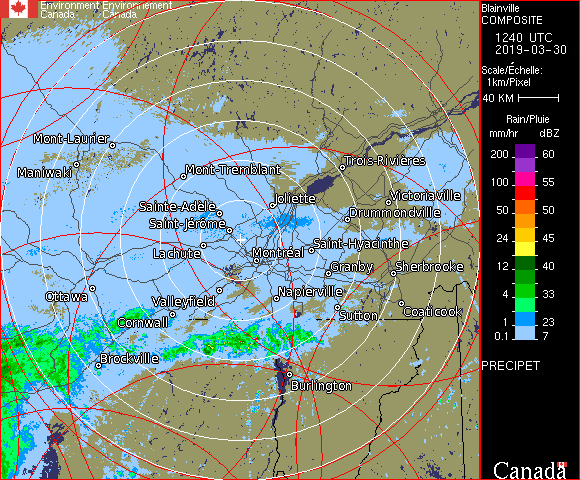 Environment Environnement
Canada Canada
Blainville
COMPOSITE
1240 UTC
2019-03-30
Scale/Échelle:
1km/Pixel
40 KM
Rain/Pluie
mm/hr dBZ
200 60
100 55
50 50
24 45
12 40
4 33
1 23
0.1 7
PRECIPET
Mont-Laurier
Maniwaki
Mont-Tremblant
Trois-Rivières
Joliette
Victoriaville
Sainte-Adèle
Drummondville
Saint-Jérôme
Saint-Hyacinthe
Lachute
Montréal
Granby
Sherbrooke
Ottawa
Valleyfield
Napierville
Cornwall
Sutton
Coaticook
Brockville
Burlington
Canada